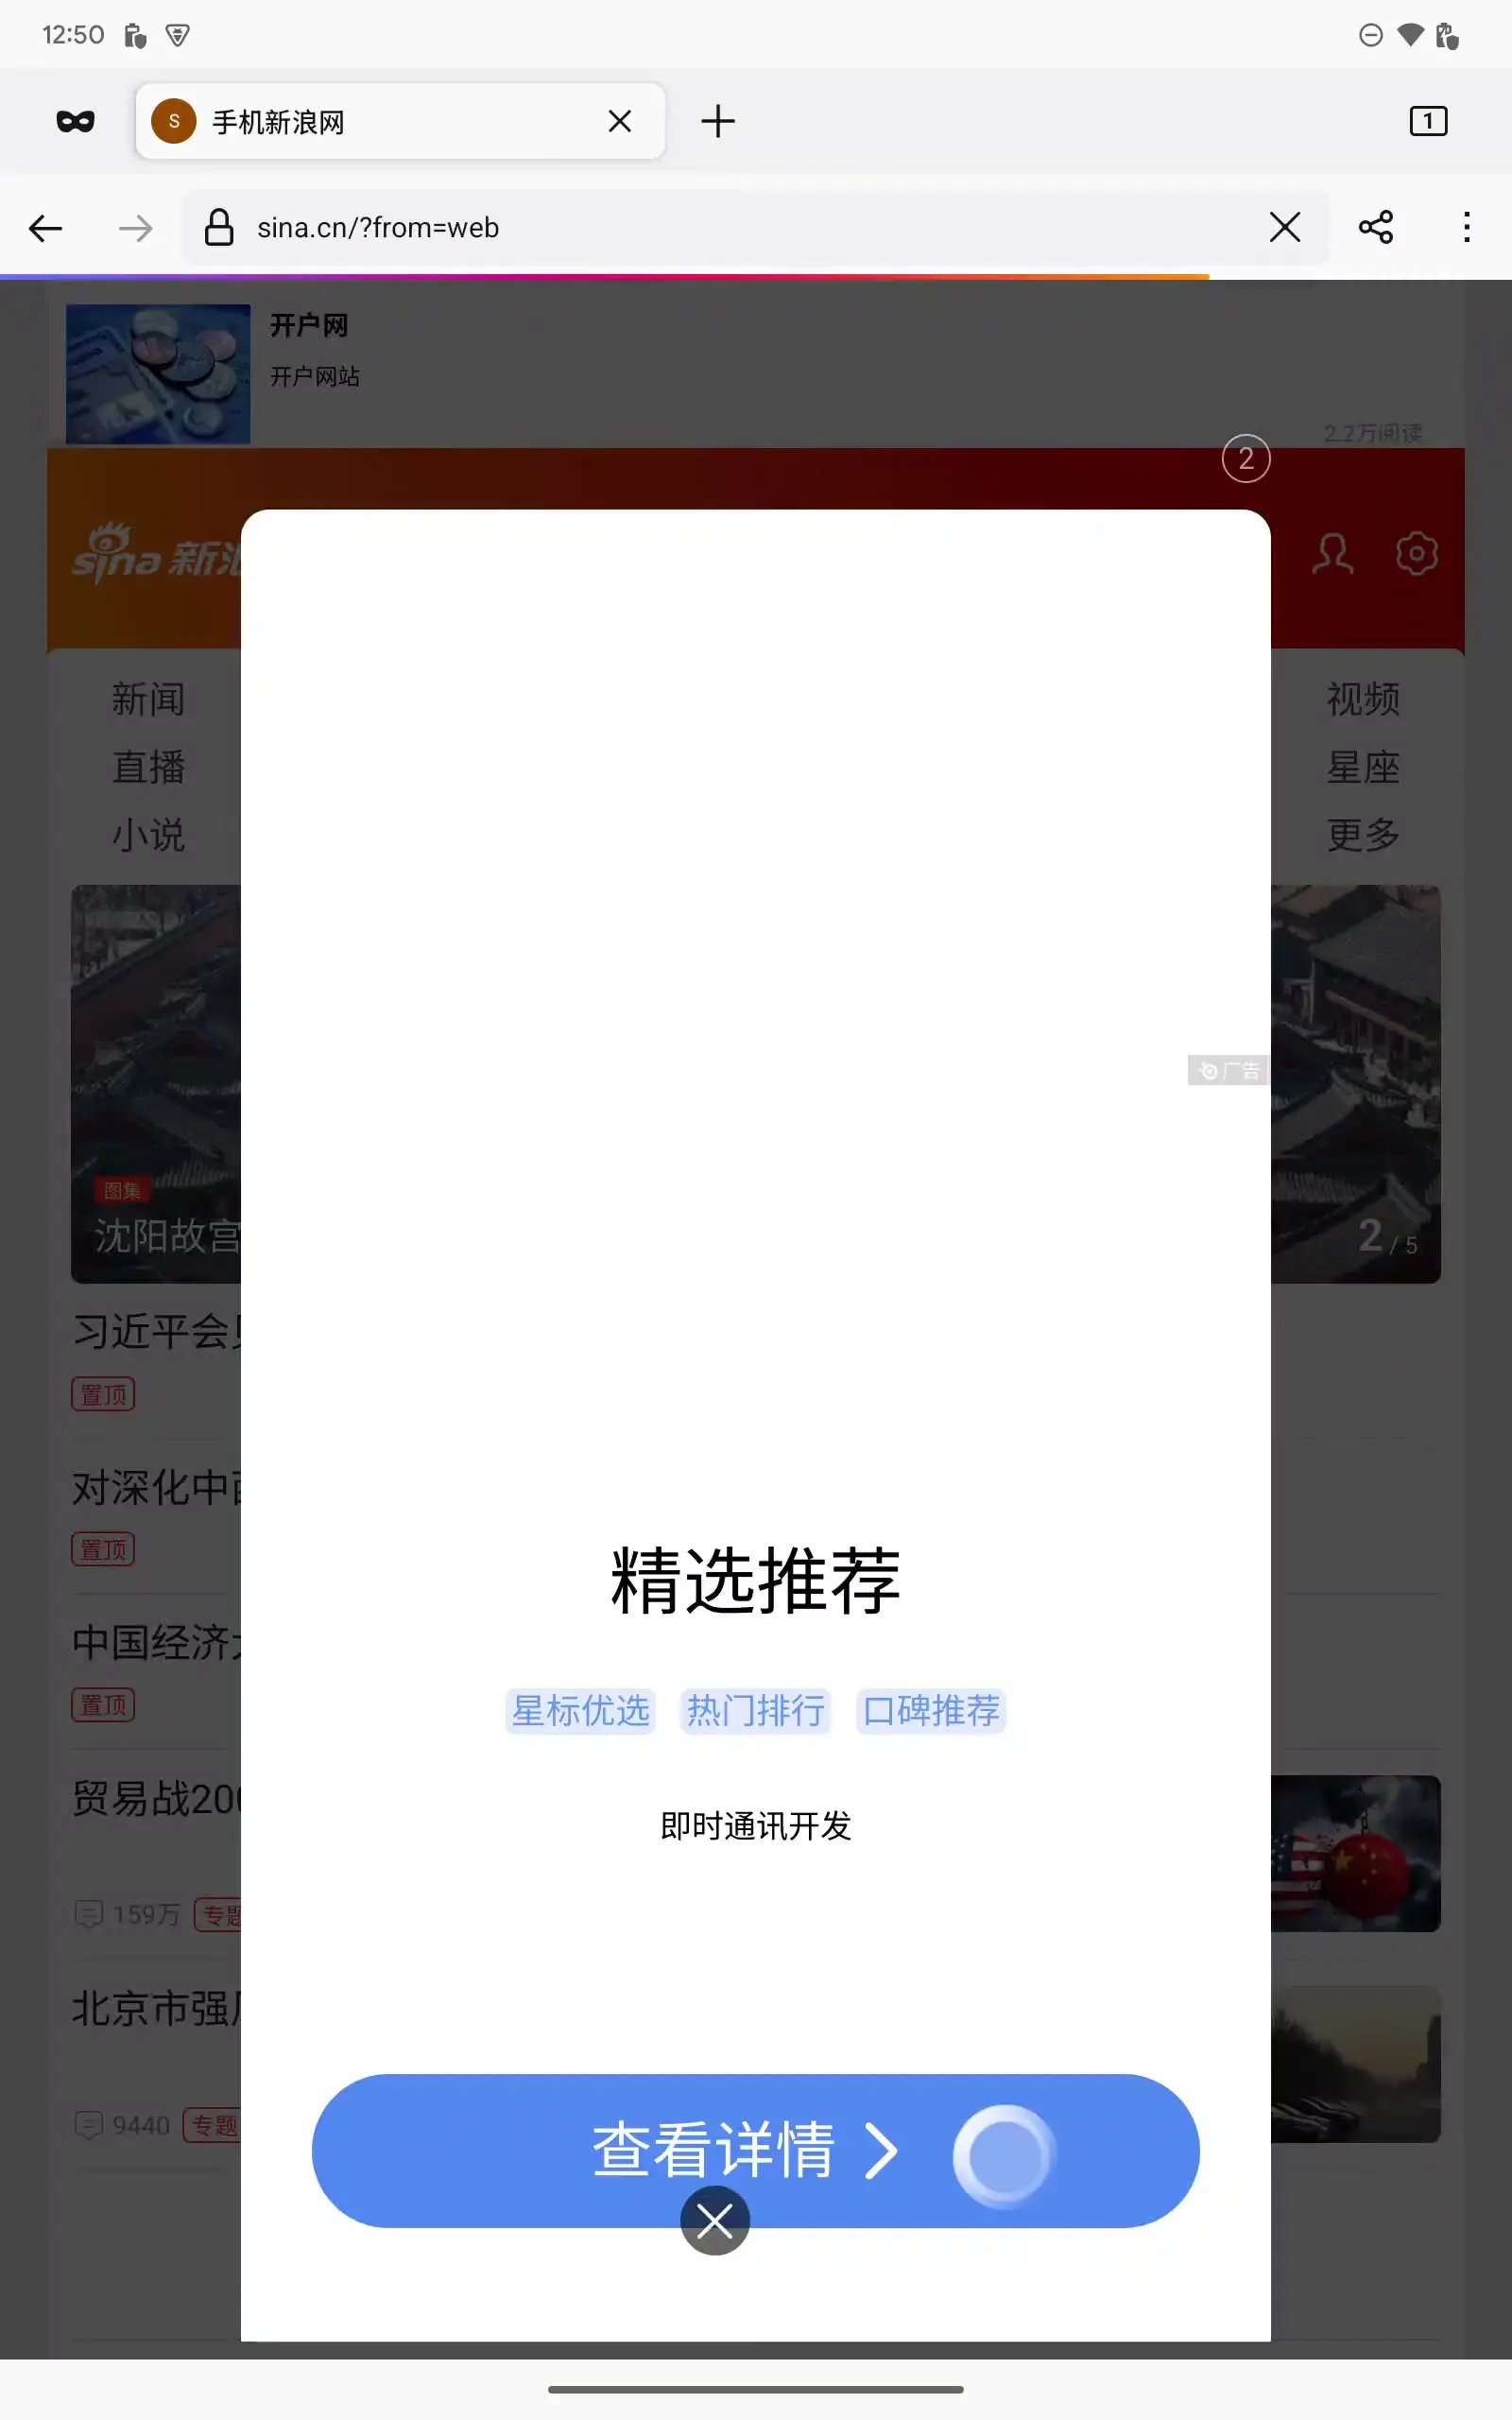 12:50
S 手机新浪网
1
sina.cn/?from=web
开户网
开户网站
2.2万阅读
2
sina 新浪
新闻
视频
直播
星座
小说
更多
广告
图集
沈阳故宫
2 / 5
习近平会
置顶
对深化中
置顶
精选推荐
中国经济
置顶
星标优选 热门排行 口碑推荐
贸易战20
即时通讯开发
159万 专题
北京市强
9440 专题
查看详情